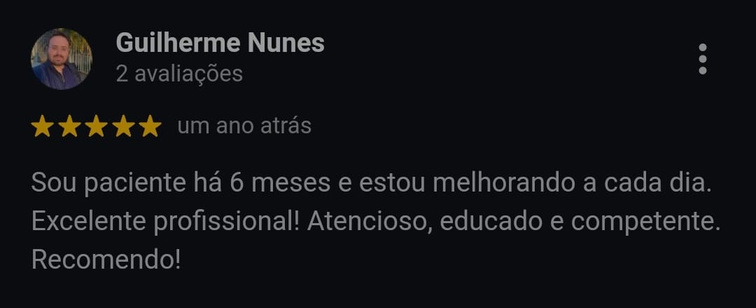 Guilherme Nunes
2 avaliações
um ano atrás
Sou paciente há 6 meses e estou melhorando a cada dia.
Excelente profissional! Atencioso, educado e competente.
Recomendo!